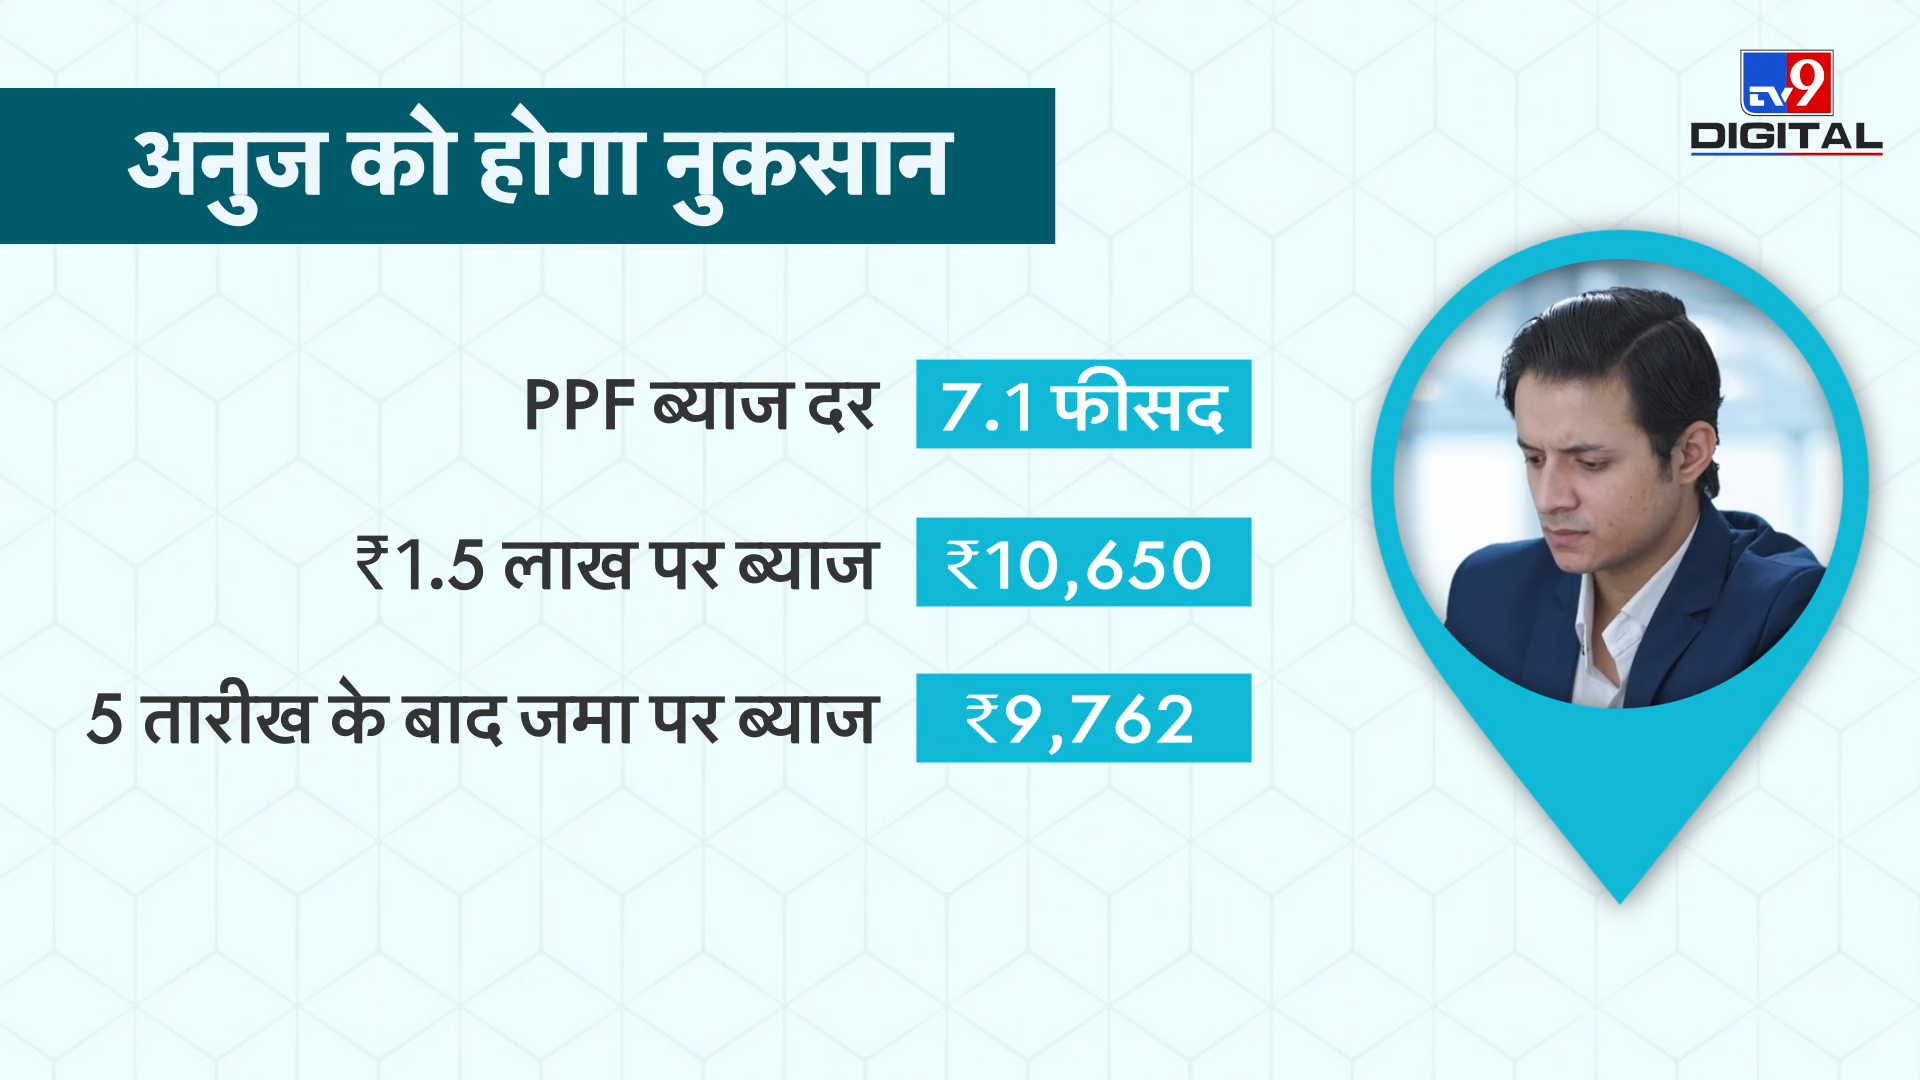 अनुज को होगा नुकसान
tv9
DIGITAL
PPF ब्याज दर 7.1 फीसद
₹1.5 लाख पर ब्याज ₹10,650
5 तारीख के बाद जमा पर ब्याज ₹9,762